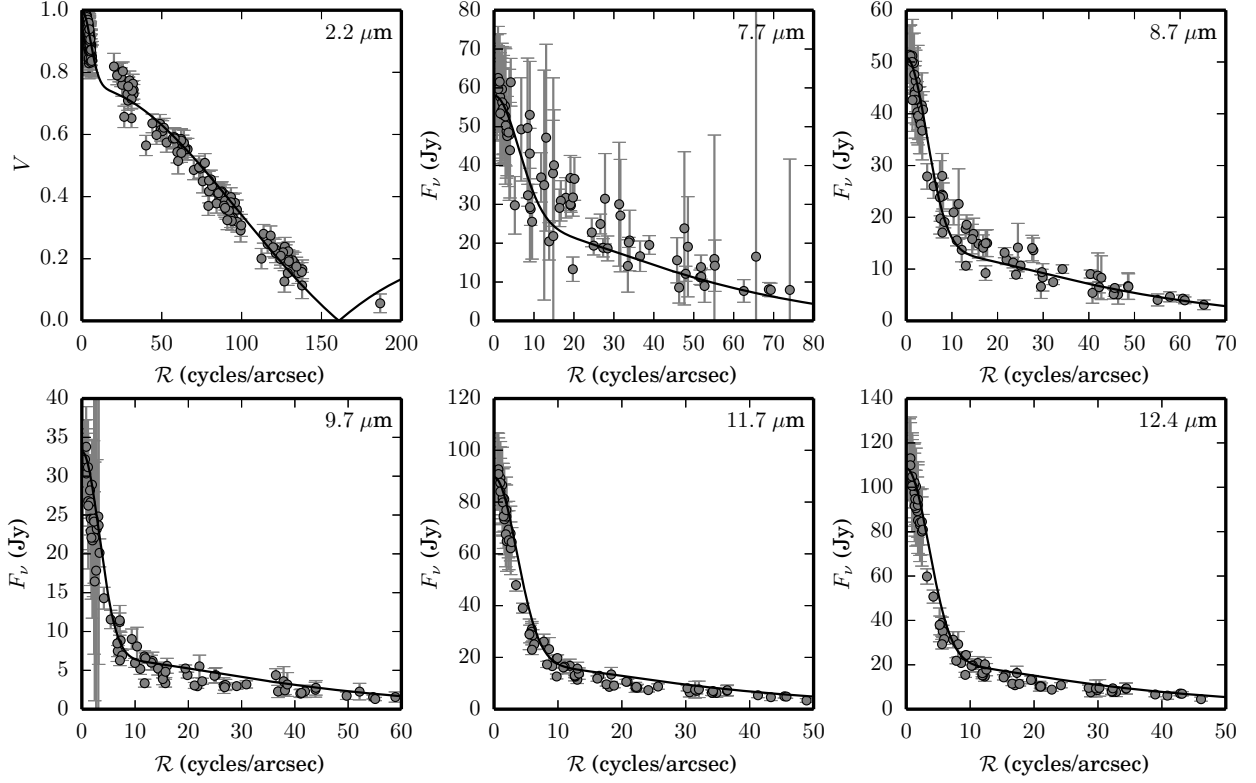 2.2 μm
1.0
0.8
0.6
0.4
0.2
0.0
V
0 50 100 150 200
R (cycles/arcsec)
7.7 μm
80
70
60
50
40
30
20
10
0
F_ν (Jy)
0 10 20 30 40 50 60 70 80
R (cycles/arcsec)
8.7 μm
60
50
40
30
20
10
0
F_ν (Jy)
0 10 20 30 40 50 60 70
R (cycles/arcsec)
9.7 μm
40
35
30
25
20
15
10
5
0
F_ν (Jy)
0 10 20 30 40 50 60
R (cycles/arcsec)
11.7 μm
120
100
80
60
40
20
0
F_ν (Jy)
0 10 20 30 40 50
R (cycles/arcsec)
12.4 μm
140
120
100
80
60
40
20
0
F_ν (Jy)
0 10 20 30 40 50
R (cycles/arcsec)